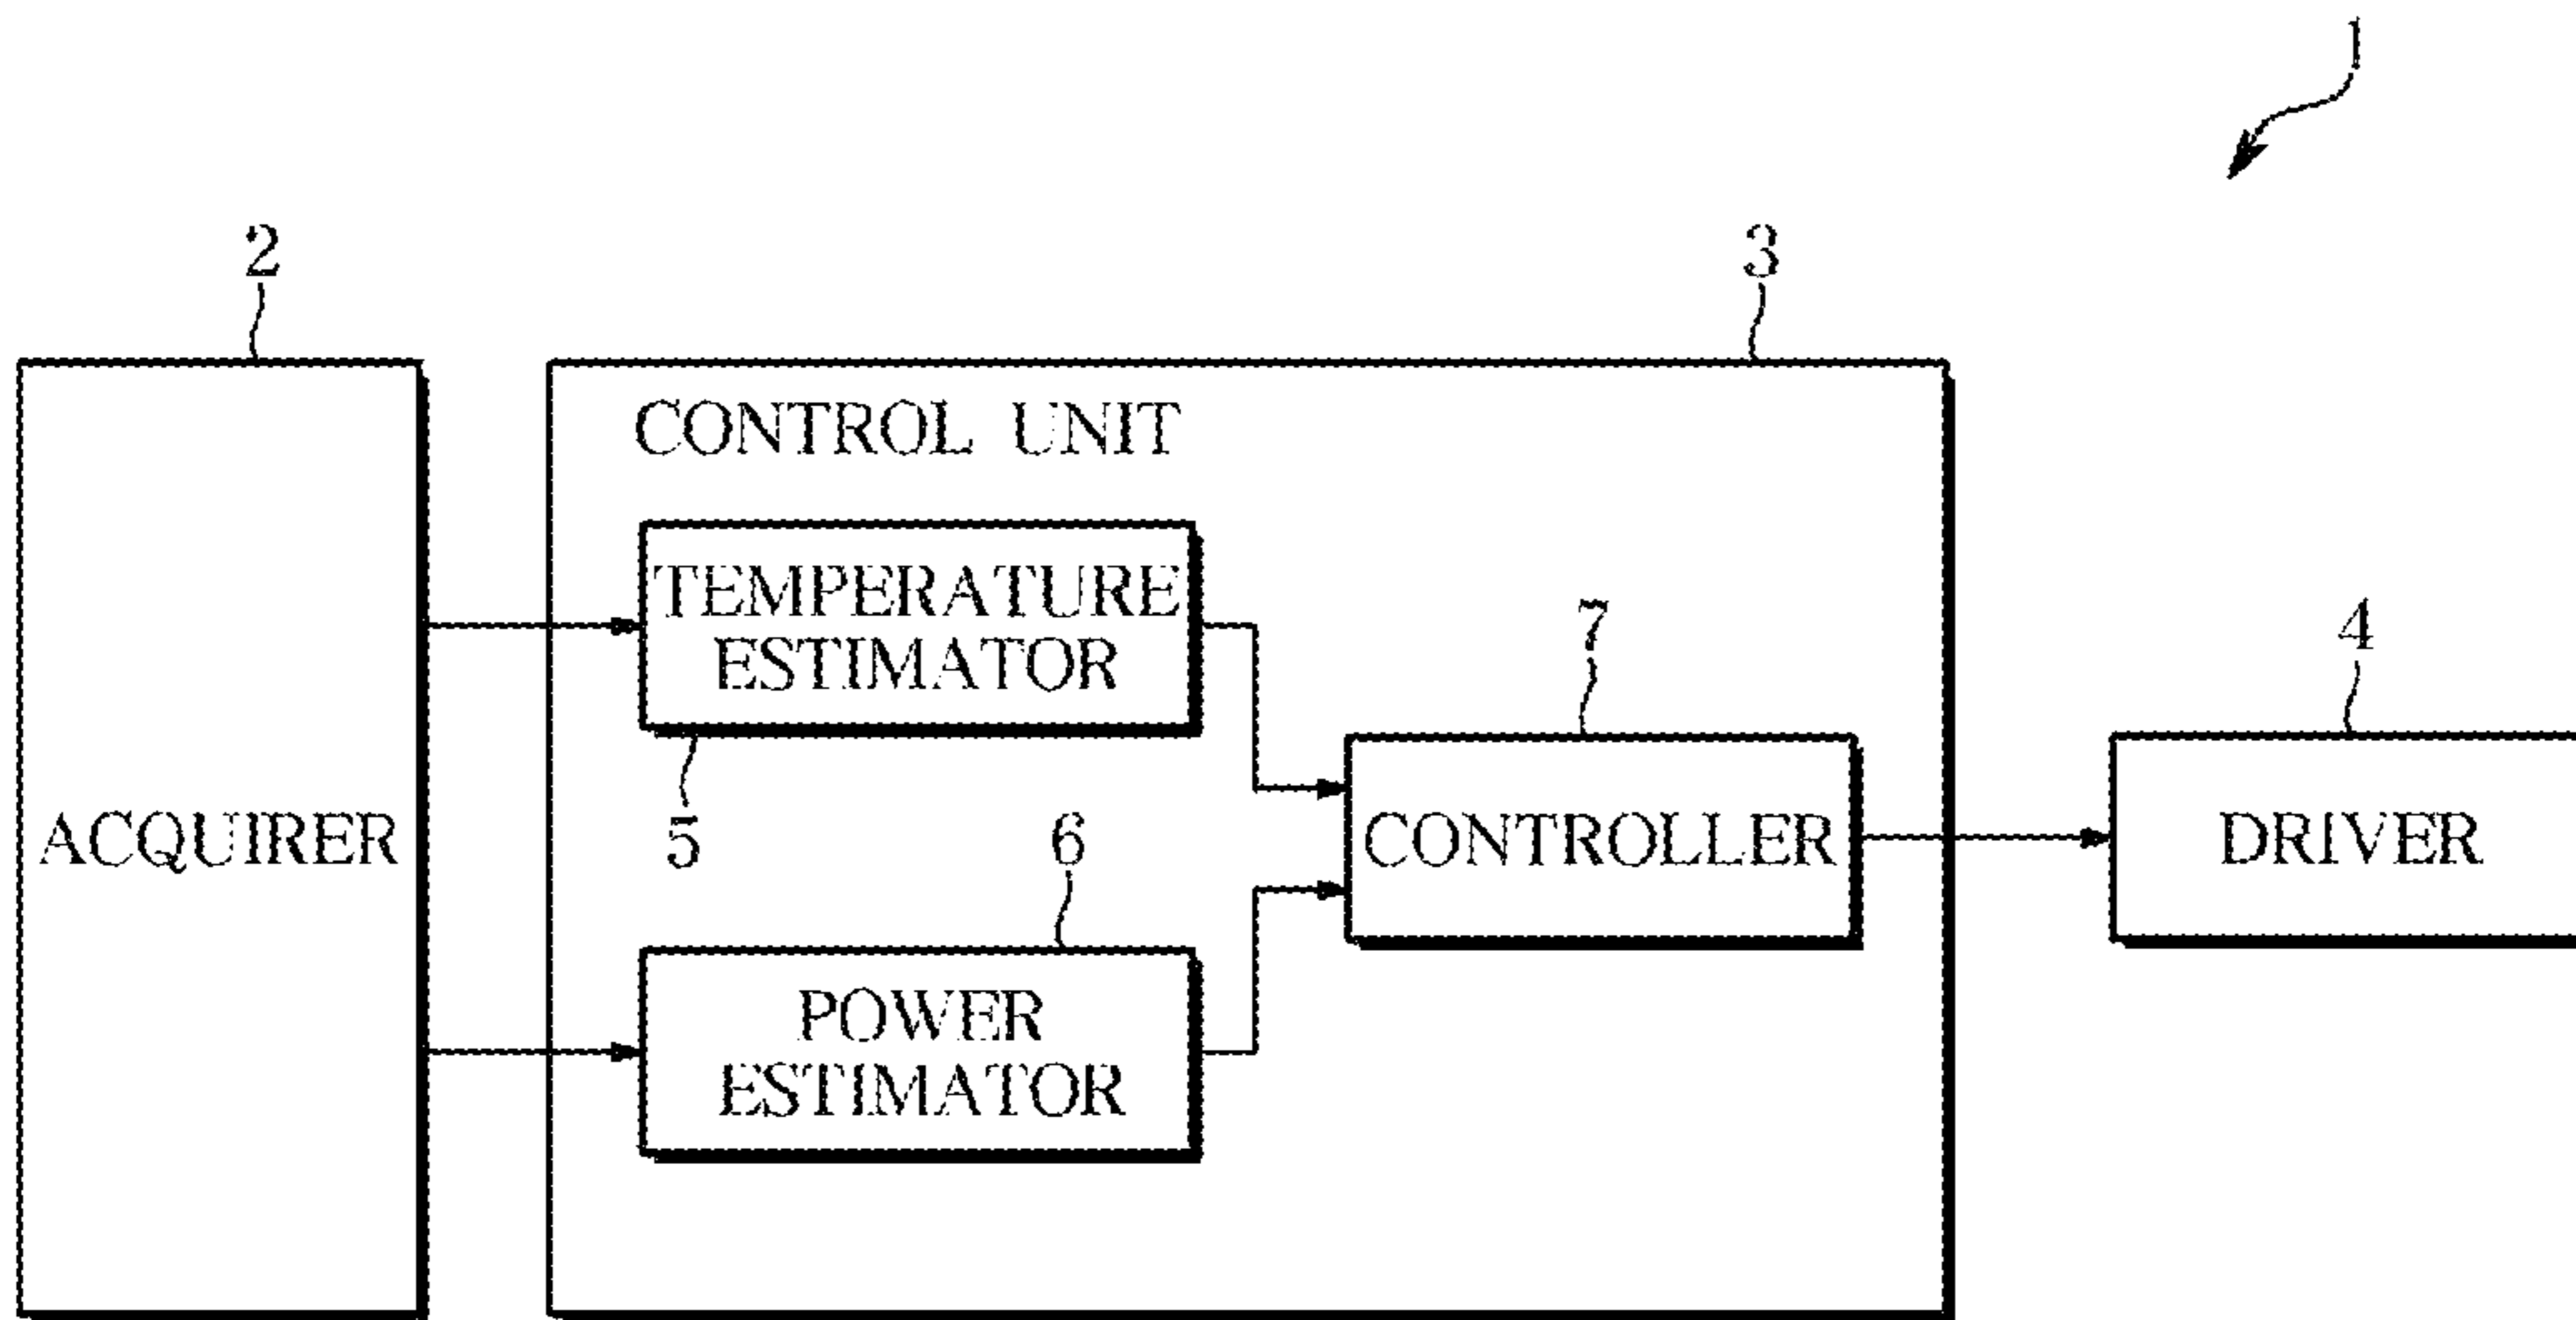 1
2
3
CONTROL UNIT
TEMPERATURE
ESTIMATOR
5
7
4
ACQUIRER
CONTROLLER
DRIVER
6
POWER
ESTIMATOR